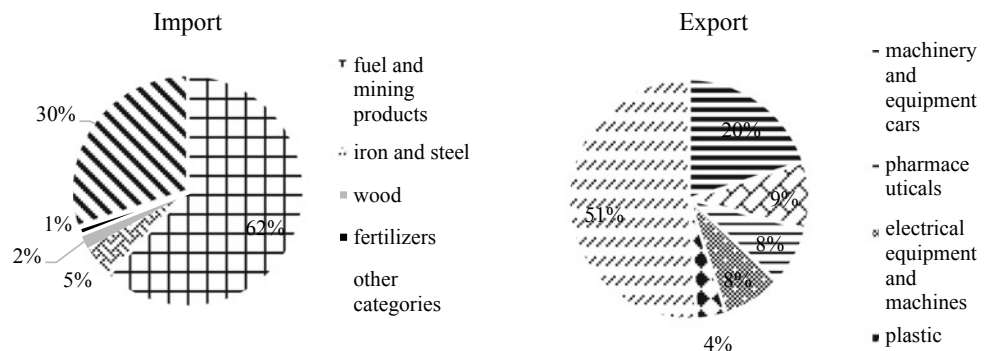 Import
30%
1%
2%
5%
62%
fuel and
mining
products
iron and steel
wood
fertilizers
other
categories
Export
20%
9%
8%
8%
4%
51%
machinery
and
equipment
cars
pharmace
uticals
electrical
equipment
and
machines
plastic